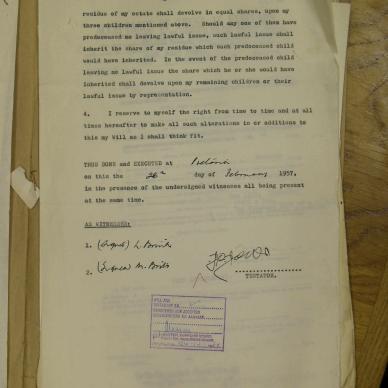 residue of my estate shall devolve in equal shares, upon my
three children mentioned above. Should any one of them have
predeceased me leaving lawful issue, such lawful issue shall
inherit the share of my residue which such predeceased child
would have inherited. In the event of the predeceased child
leaving no lawful issue the share which he or she would have
inherited shall devolve upon my remaining children or their
lawful issue by representation.
4. I reserve to myself the right from time to time and at all
times hereafter to make all such alterations in or additions to
this my Will as I shall think fit.
THUS DONE and EXECUTED at Pretoria
on this the 26th day of February 1957,
in the presence of the undersigned witnesses all being present
at the same time.
AS WITNESSES:
1. (Signed)
2. (Signed) M.
TESTATOR.